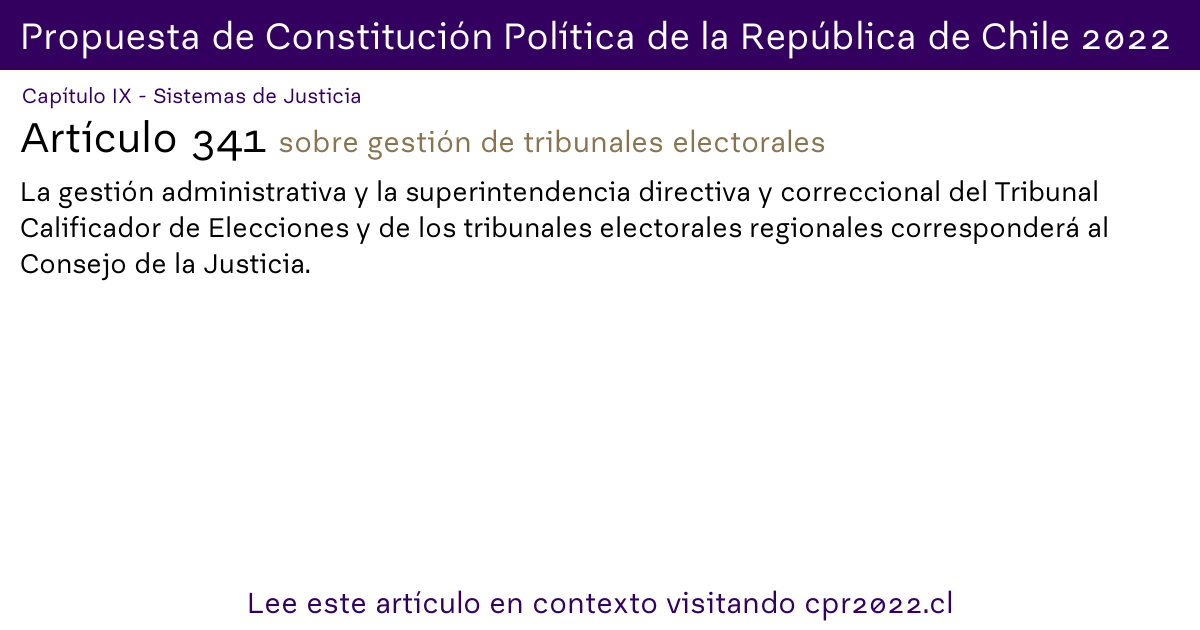 Propuesta de Constitución Política de la República de Chile 2022
Capítulo IX - Sistemas de Justicia
Artículo 341 sobre gestión de tribunales electorales
La gestión administrativa y la superintendencia directiva y correccional del Tribunal
Calificador de Elecciones y de los tribunales electorales regionales corresponderá al
Consejo de la Justicia.
Lee este artículo en contexto visitando cpr2022.cl